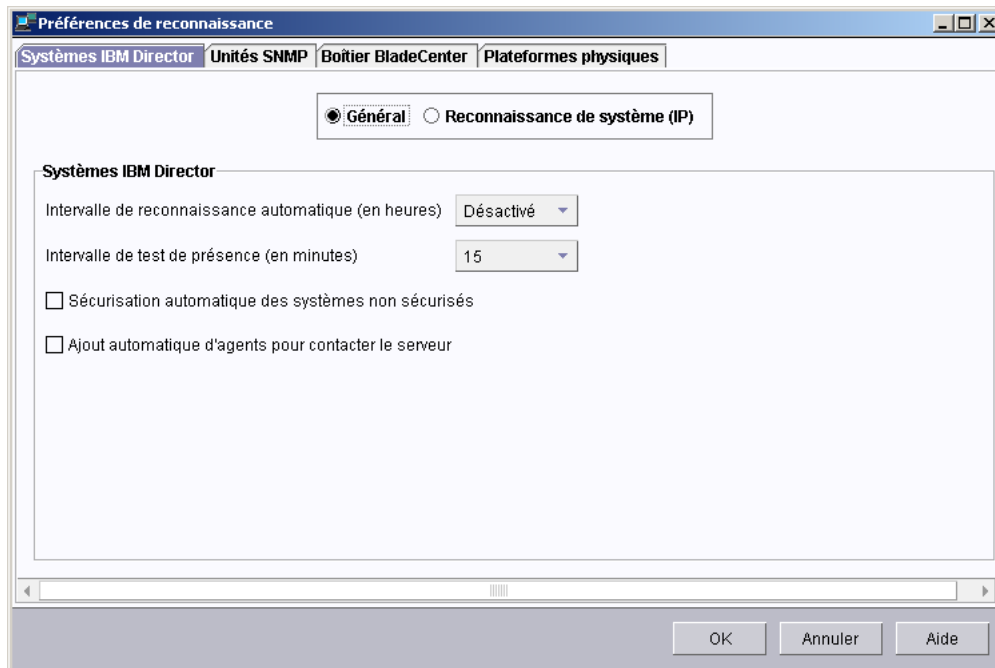 Préférences de reconnaissance
Systèmes IBM Director Unités SNMP Boîtier BladeCenter Plateformes physiques
Général Reconnaissance de système (IP)
Systèmes IBM Director
Intervalle de reconnaissance automatique (en heures) Désactivé
Intervalle de test de présence (en minutes) 15
Sécurisation automatique des systèmes non sécurisés
Ajout automatique d'agents pour contacter le serveur
OK Annuler Aide